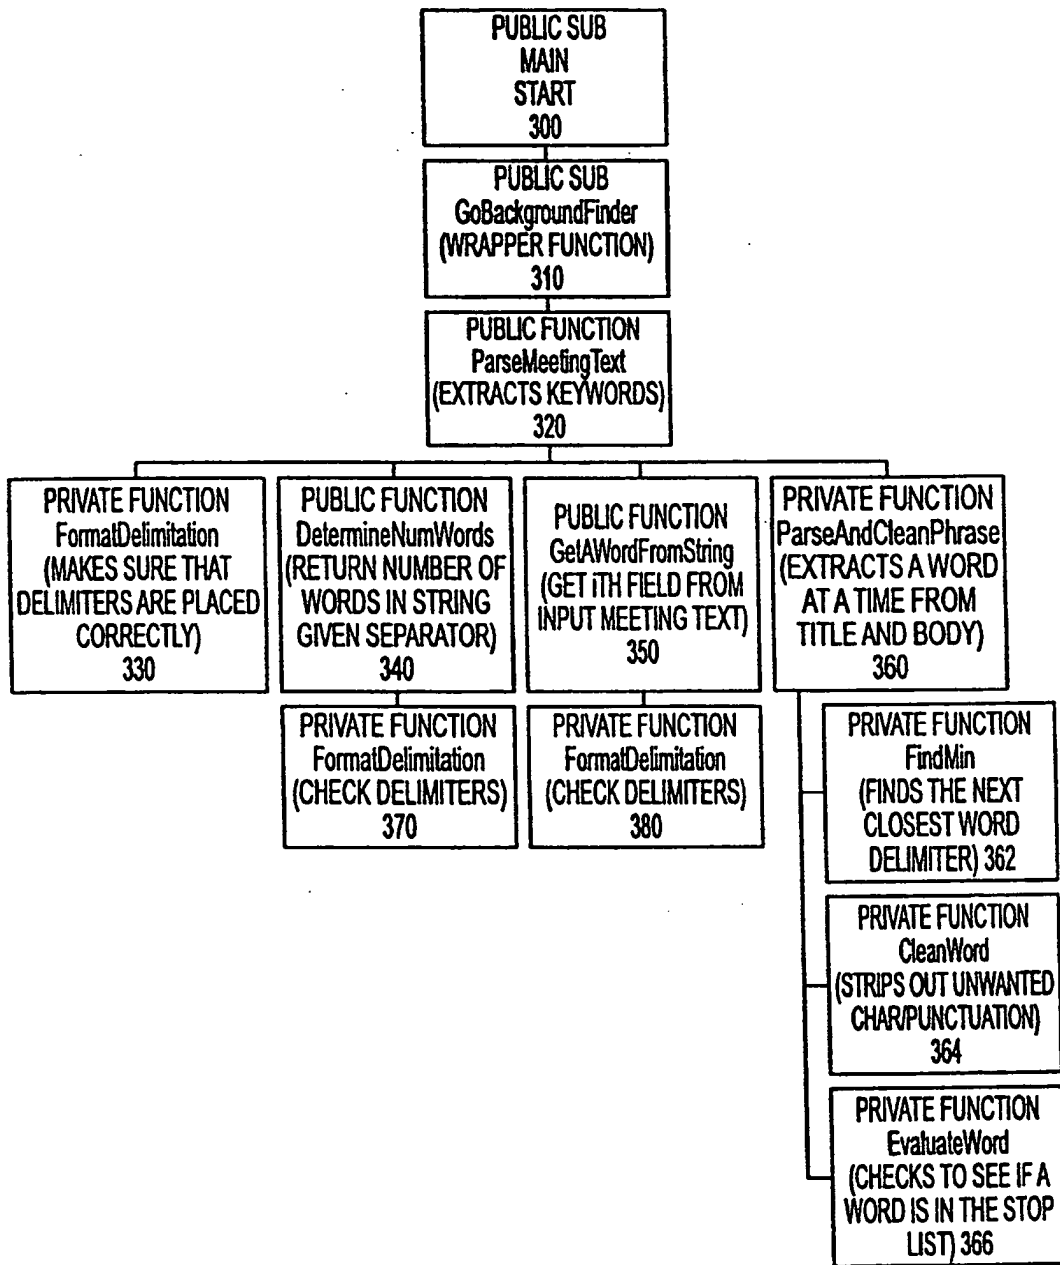 PUBLIC SUB
MAIN
START
300
PUBLIC SUB
GoBackgroundFinder
(WRAPPER FUNCTION)
310
PUBLIC FUNCTION
ParseMeetingText
(EXTRACTS KEYWORDS)
320
PRIVATE FUNCTION
FormatDelimitation
(MAKES SURE THAT
DELIMITERS ARE PLACED
CORRECTLY)
330
PUBLIC FUNCTION
DetermineNumWords
(RETURN NUMBER OF
WORDS IN STRING
GIVEN SEPARATOR)
340
PUBLIC FUNCTION
GetAWordFromString
(GET iTH FIELD FROM
INPUT MEETING TEXT)
350
PRIVATE FUNCTION
ParseAndCleanPhrase
(EXTRACTS A WORD
AT A TIME FROM
TITLE AND BODY)
360
PRIVATE FUNCTION
FormatDelimitation
(CHECK DELIMITERS)
370
PRIVATE FUNCTION
FormatDelimitation
(CHECK DELIMITERS)
380
PRIVATE FUNCTION
FindMin
(FINDS THE NEXT
CLOSEST WORD
DELIMITER) 362
PRIVATE FUNCTION
CleanWord
(STRIPS OUT UNWANTED
CHAR/PUNCTUATION)
364
PRIVATE FUNCTION
EvaluateWord
(CHECKS TO SEE IF A
WORD IS IN THE STOP
LIST) 366